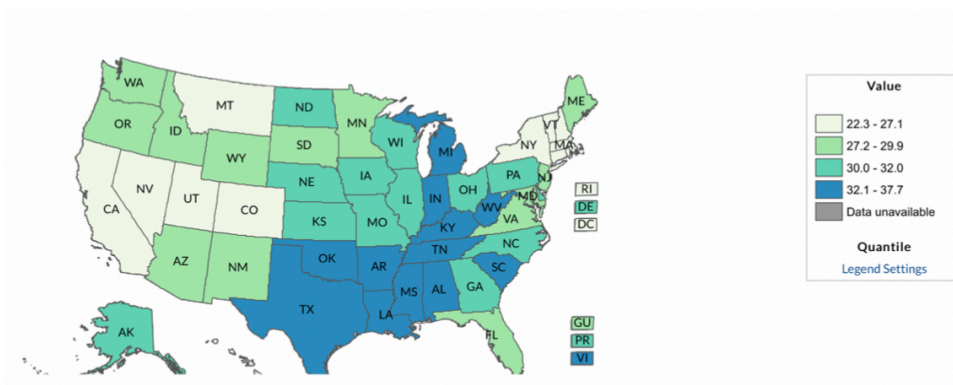 WA
MT
ND
MN
ME
OR
ID
SD
WI
VT
NY
MA
WY
MI
IA
PA
NJ
NE
OH
RI
NV
IL
IN
MD
DE
UT
CO
WV
CA
KS
MO
VA
DC
KY
NC
AZ
NM
OK
AR
TN
SC
MS
AL
GA
TX
LA
AK
FL
GU
PR
VI
Value
22.3 - 27.1
27.2 - 29.9
30.0 - 32.0
32.1 - 37.7
Data unavailable
Quantile
Legend Settings